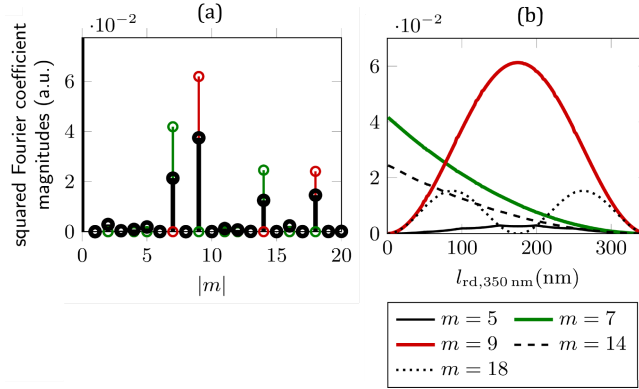 (a)
·10⁻²
squared Fourier coefficient
magnitudes (a.u.)
6
4
2
0
0 5 10 15 20
|m|
(b)
·10⁻²
6
4
2
0
0 100 200 300
l_rd,350 nm (nm)
m = 5 m = 7
m = 9 m = 14
m = 18